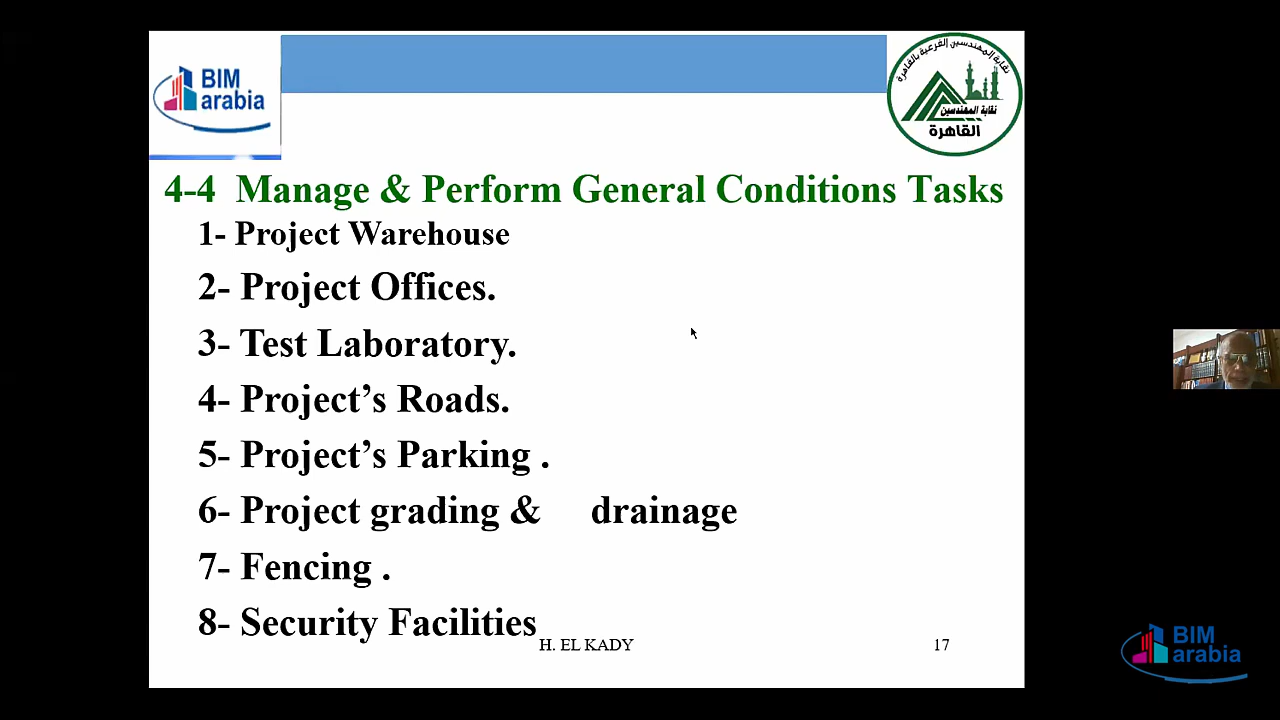 BIM
arabia
نقابة المهندسين الفرعية بالقاهرة
نقابة المهندسين
القاهرة
4-4 Manage & Perform General Conditions Tasks
1- Project Warehouse
2- Project Offices.
3- Test Laboratory.
4- Project’s Roads.
5- Project’s Parking .
6- Project grading & drainage
7- Fencing .
8- Security Facilities
H. EL KADY
17
BIM
arabia